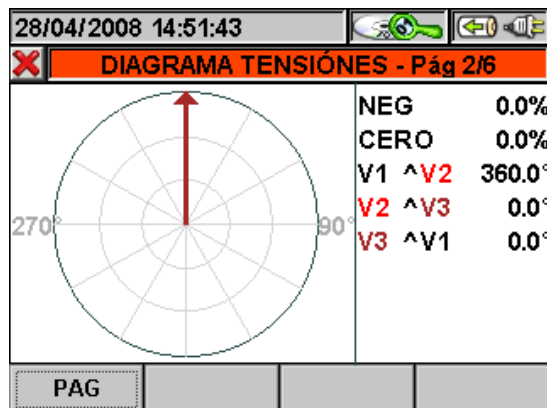 28/04/2008 14:51:43
DIAGRAMA TENSIÓNES - Pág 2/6
NEG 0.0%
CERO 0.0%
V1 ^V2 360.0°
V2 ^V3 0.0°
V3 ^V1 0.0°
270° 90°
PAG